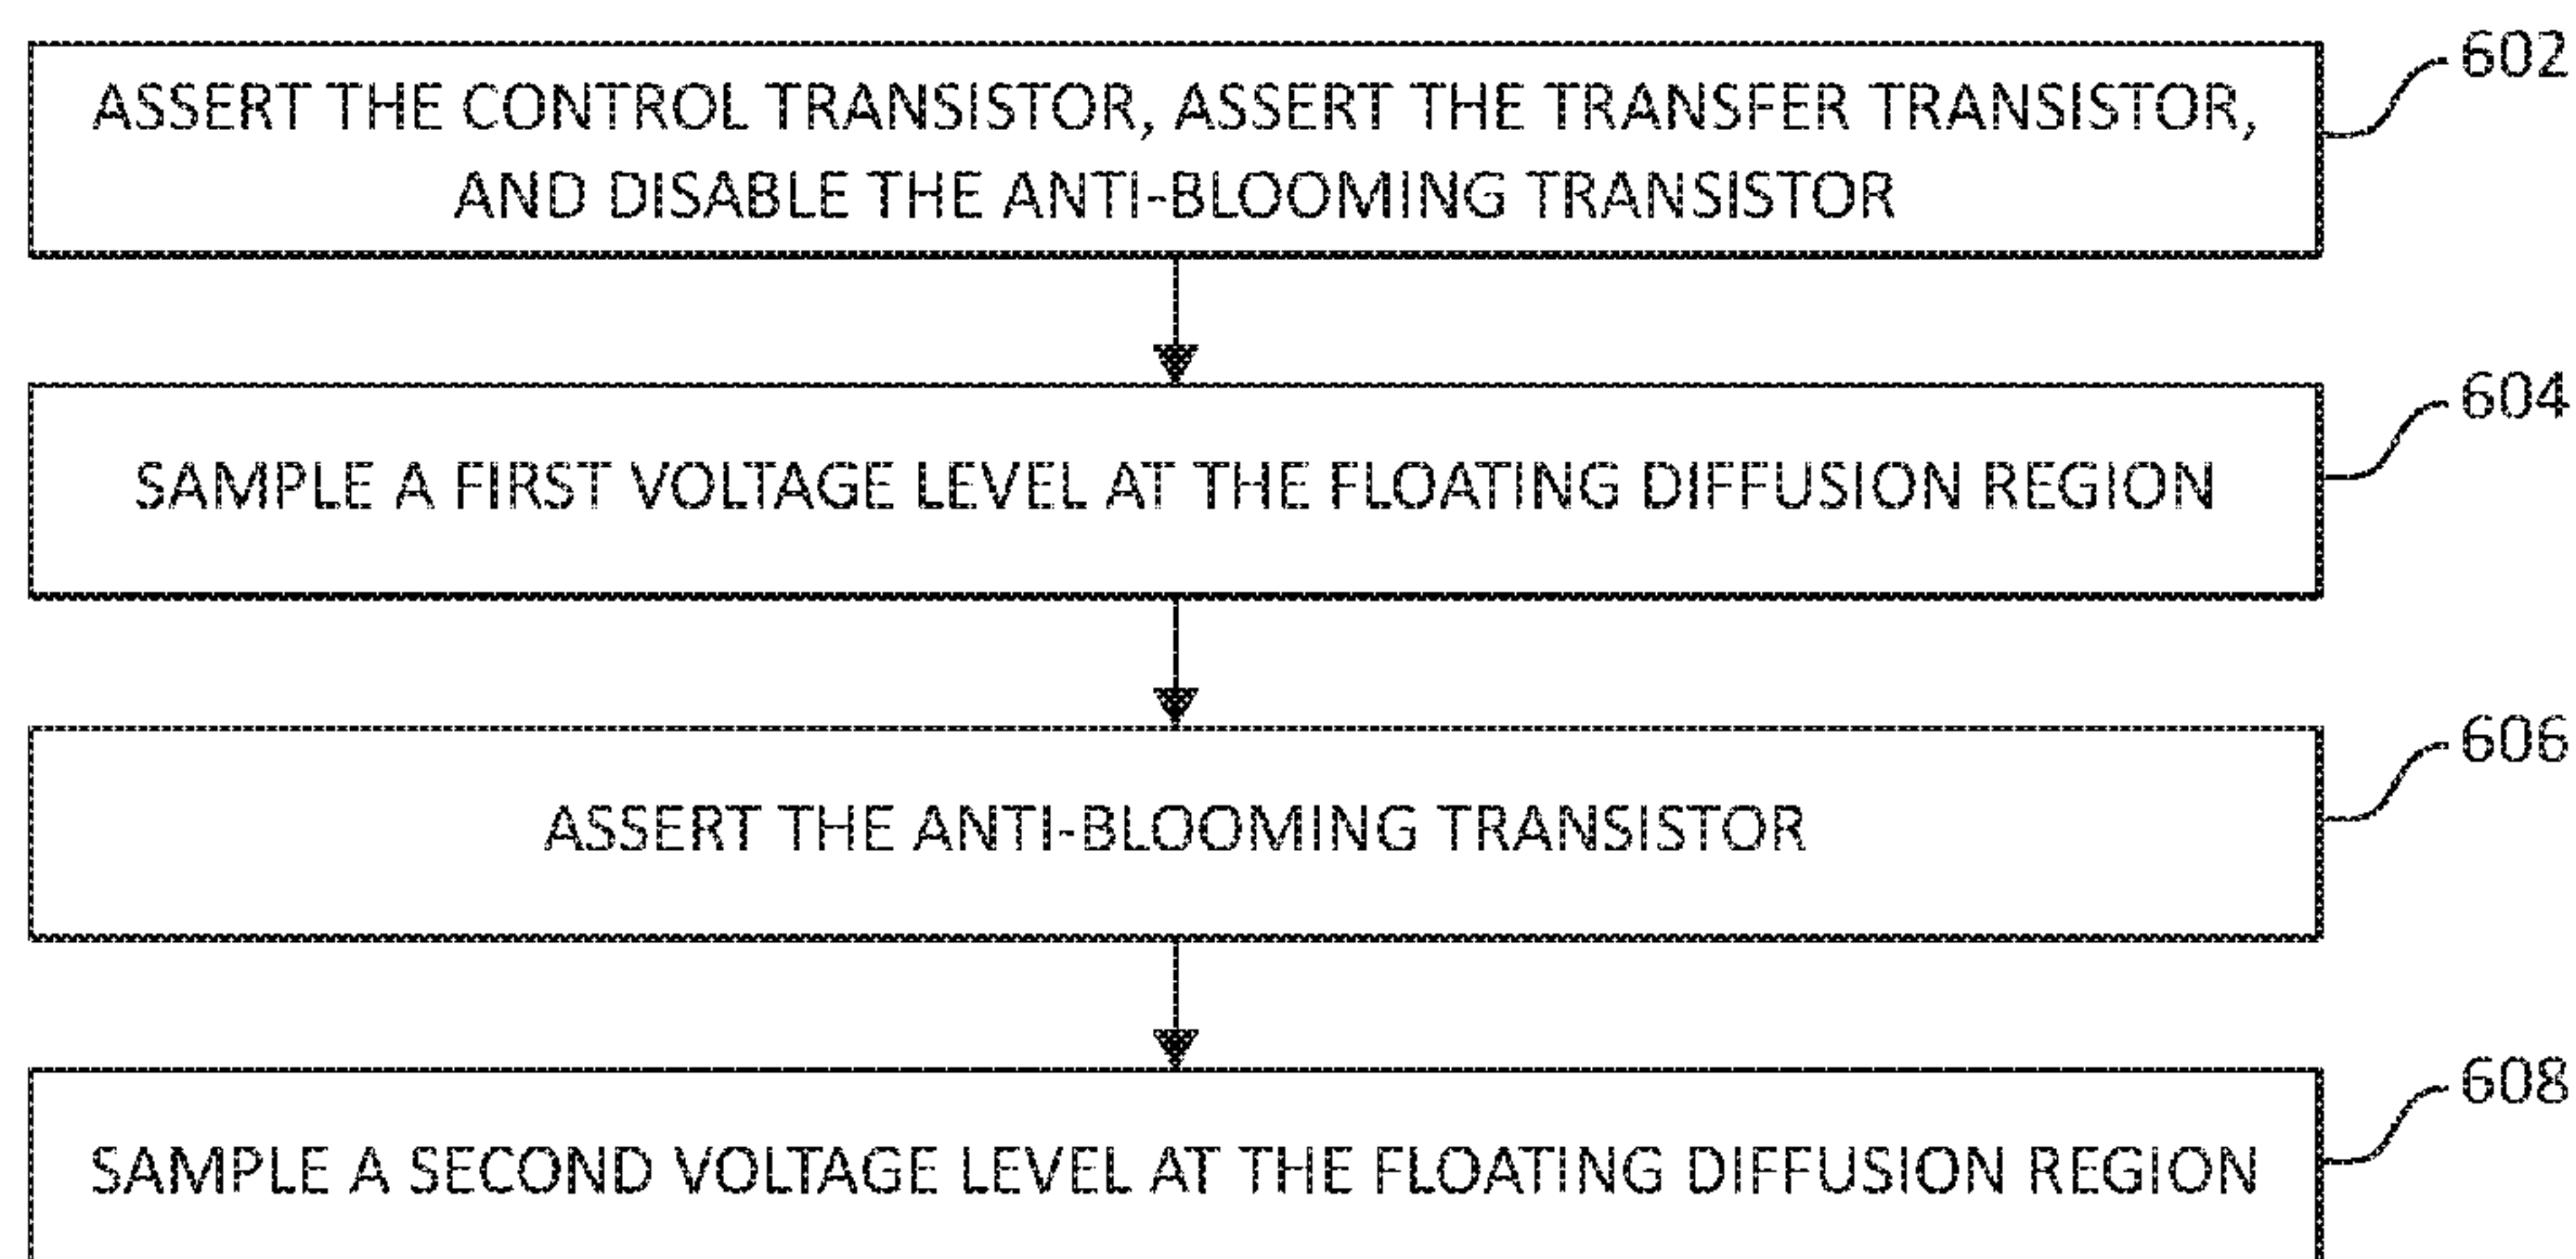 602
ASSERT THE CONTROL TRANSISTOR, ASSERT THE TRANSFER TRANSISTOR,
AND DISABLE THE ANTI-BLOOMING TRANSISTOR
604
SAMPLE A FIRST VOLTAGE LEVEL AT THE FLOATING DIFFUSION REGION
606
ASSERT THE ANTI-BLOOMING TRANSISTOR
608
SAMPLE A SECOND VOLTAGE LEVEL AT THE FLOATING DIFFUSION REGION